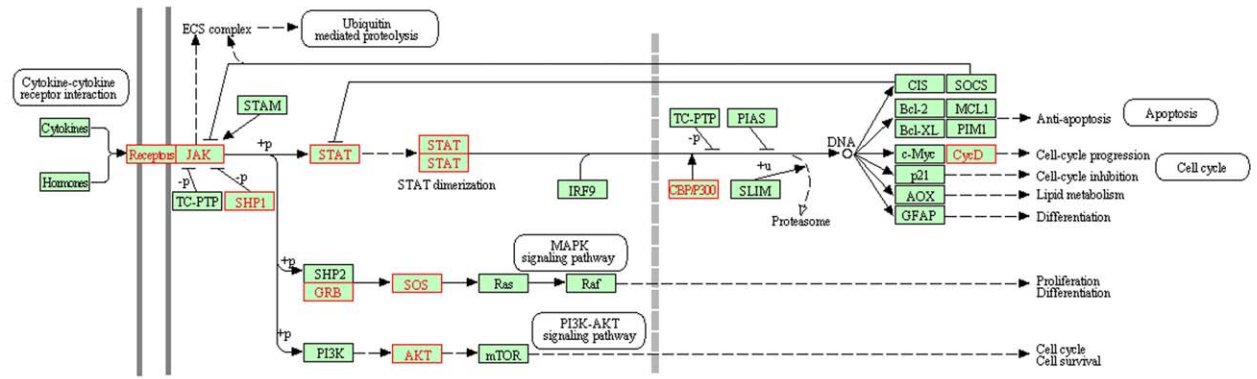 ECS complex
Ubiquitin
mediated proteolysis
Cytokine-cytokine
receptor interaction
Cytokines
Hormones
Receptors
JAK
STAM
+p
STAT
STAT
STAT
STAT dimerization
-p
TC-PTP
-p
SHP1
IRF9
TC-PTP
-p
PIAS
CBP/P300
+u
SLIM
Proteasome
DNA
CIS
SOCS
Bcl-2
MCL1
Bcl-XL
PIM1
Anti-apoptosis
Apoptosis
c-Myc
CycD
Cell-cycle progression
p21
Cell-cycle inhibition
Cell cycle
AOX
Lipid metabolism
GFAP
Differentiation
+p
SHP2
GRB
SOS
Ras
Raf
MAPK
signaling pathway
Proliferation
Differentiation
+p
PI3K
AKT
mTOR
PI3K-AKT
signaling pathway
Cell cycle
Cell survival